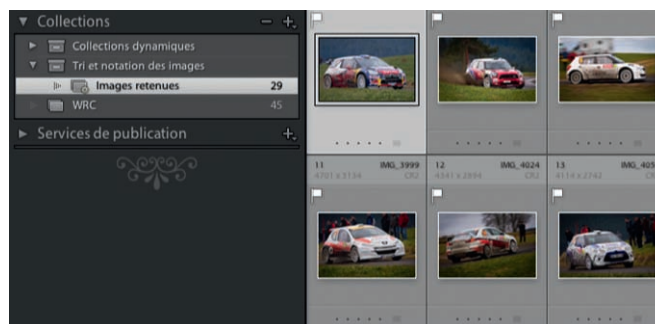 Collections
Collections dynamiques
Tri et notation des images
Images retenues 29
WRC 45
Services de publication
11 IMG_3999
4701 x 3134 CR2
12 IMG_4024
4341 x 2894 CR2
13
4114 x 2742